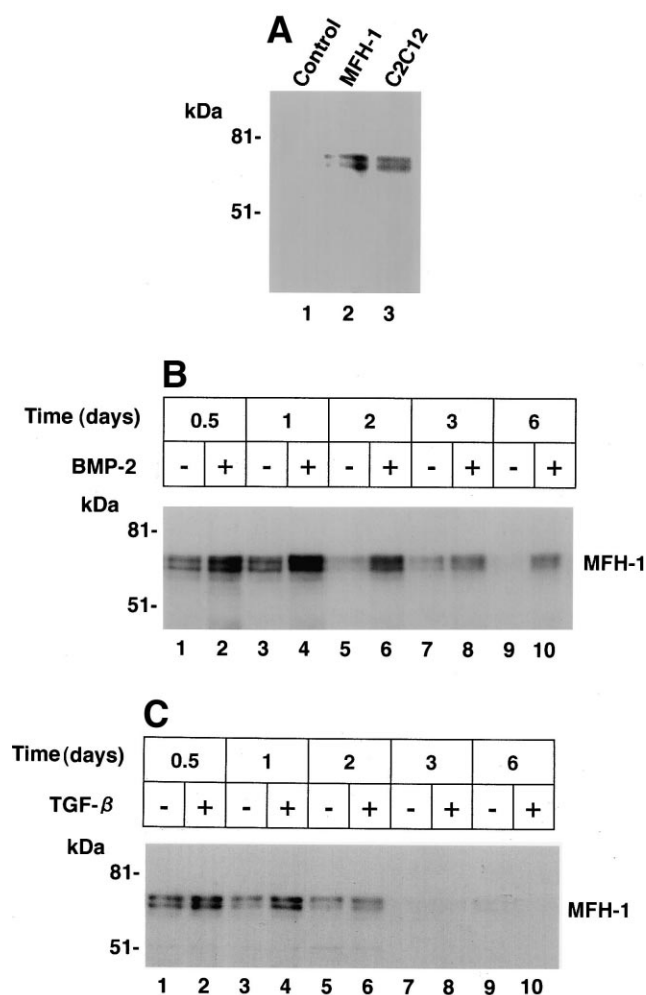 A
Control MFH-1 C2C12
kDa
81-
51-
1 2 3
B
Time (days) 0.5 1 2 3 6
BMP-2 - + - + - + - + - +
kDa
81-
MFH-1
51-
1 2 3 4 5 6 7 8 9 10
C
Time(days) 0.5 1 2 3 6
TGF-β - + - + - + - + - +
kDa
81-
MFH-1
51-
1 2 3 4 5 6 7 8 9 10